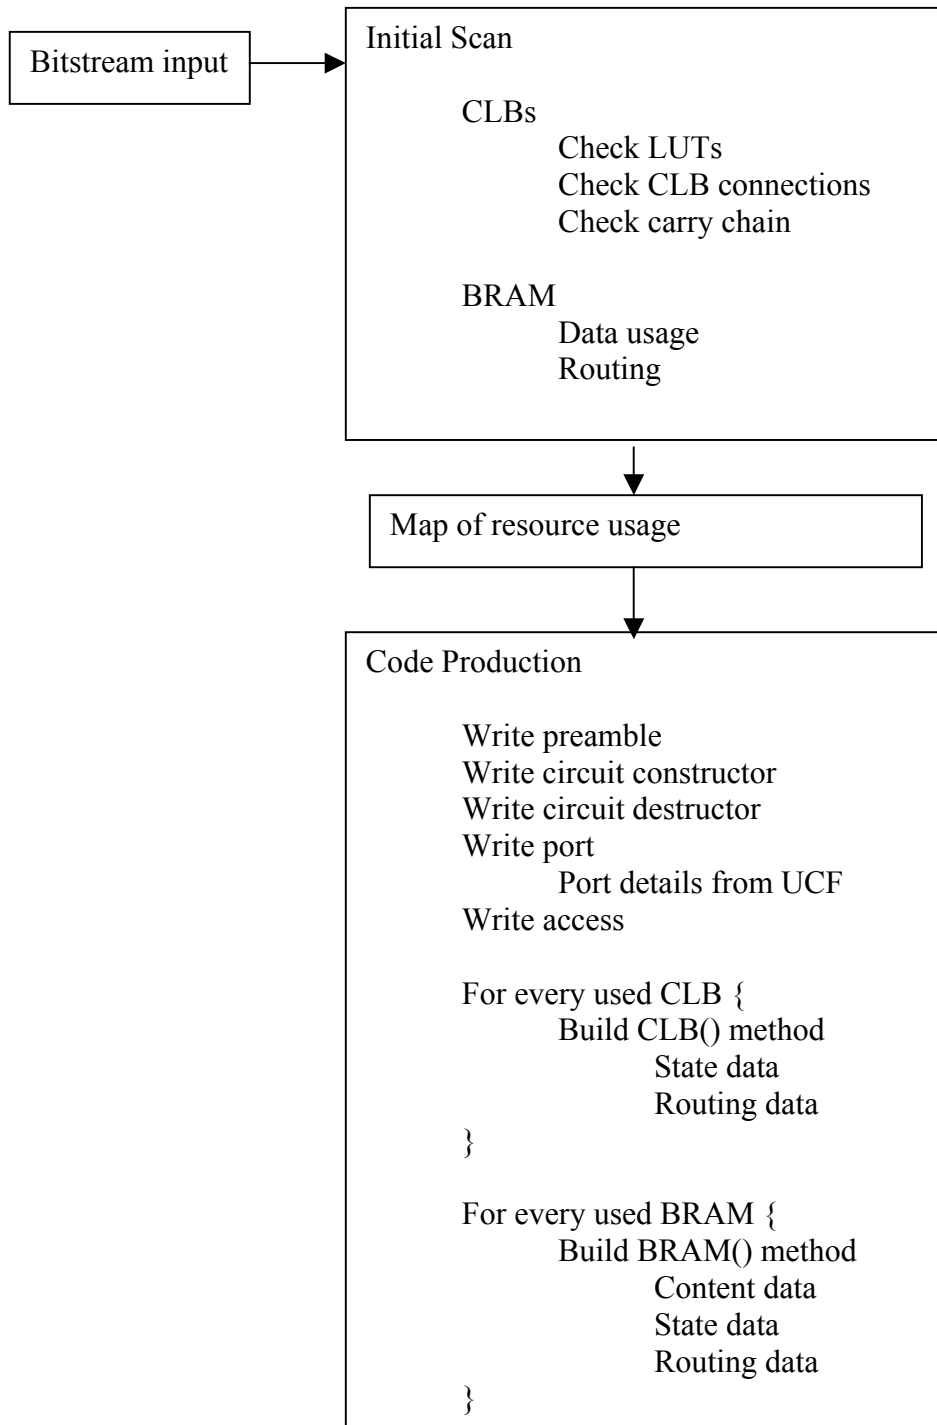 Bitstream input
Initial Scan
CLBs
Check LUTs
Check CLB connections
Check carry chain
BRAM
Data usage
Routing
Map of resource usage
Code Production
Write preamble
Write circuit constructor
Write circuit destructor
Write port
Port details from UCF
Write access
For every used CLB {
Build CLB() method
State data
Routing data
}
For every used BRAM {
Build BRAM() method
Content data
State data
Routing data
}